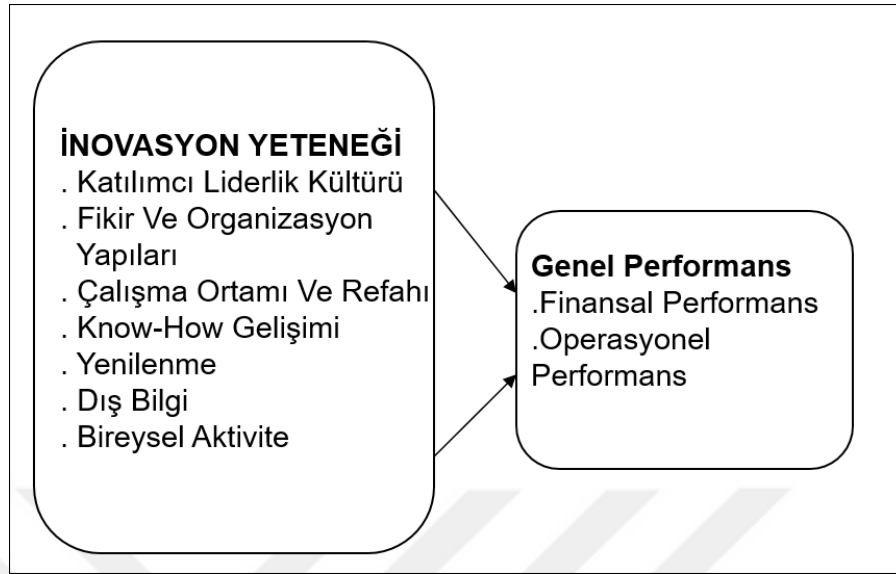 İNOVASYON YETENEĞİ
. Katılımcı Liderlik Kültürü
. Fikir Ve Organizasyon
Yapıları
. Çalışma Ortamı Ve Refahı
. Know-How Gelişimi
. Yenilenme
. Dış Bilgi
. Bireysel Aktivite
Genel Performans
.Finansal Performans
.Operasyonel
Performans